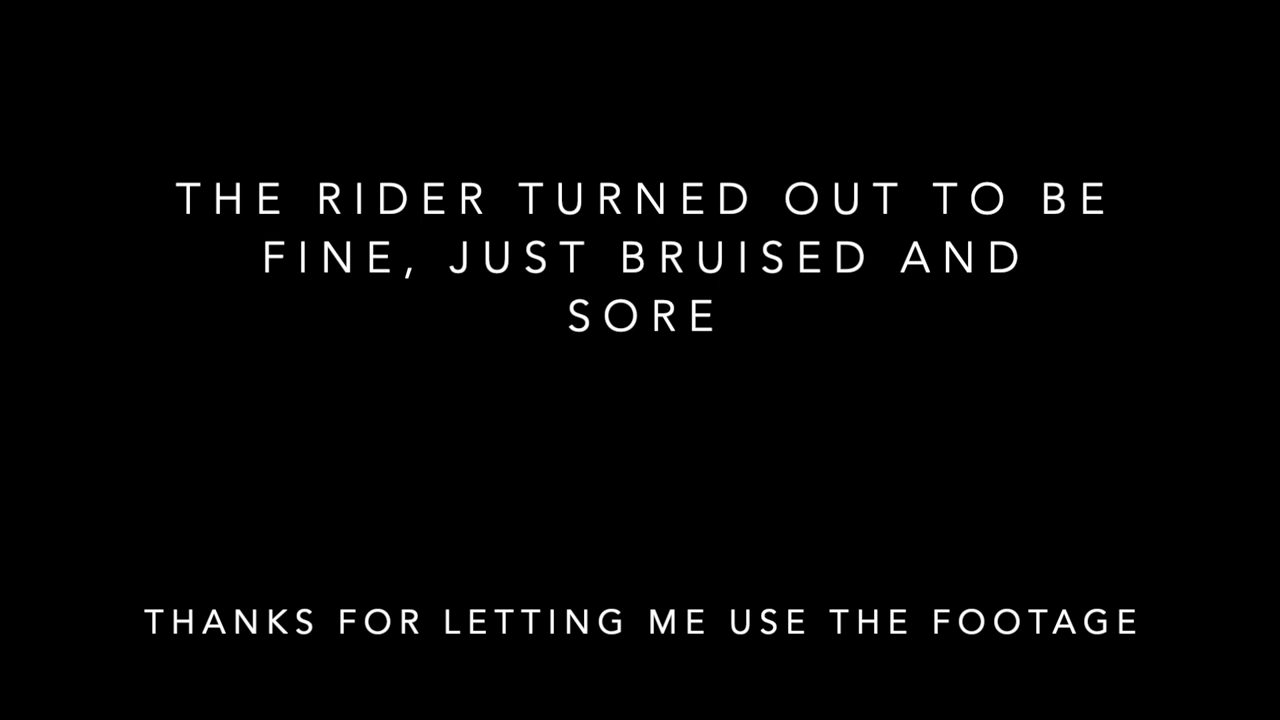 THE RIDER TURNED OUT TO BE
FINE, JUST BRUISED AND
SORE
THANKS FOR LETTING ME USE THE FOOTAGE